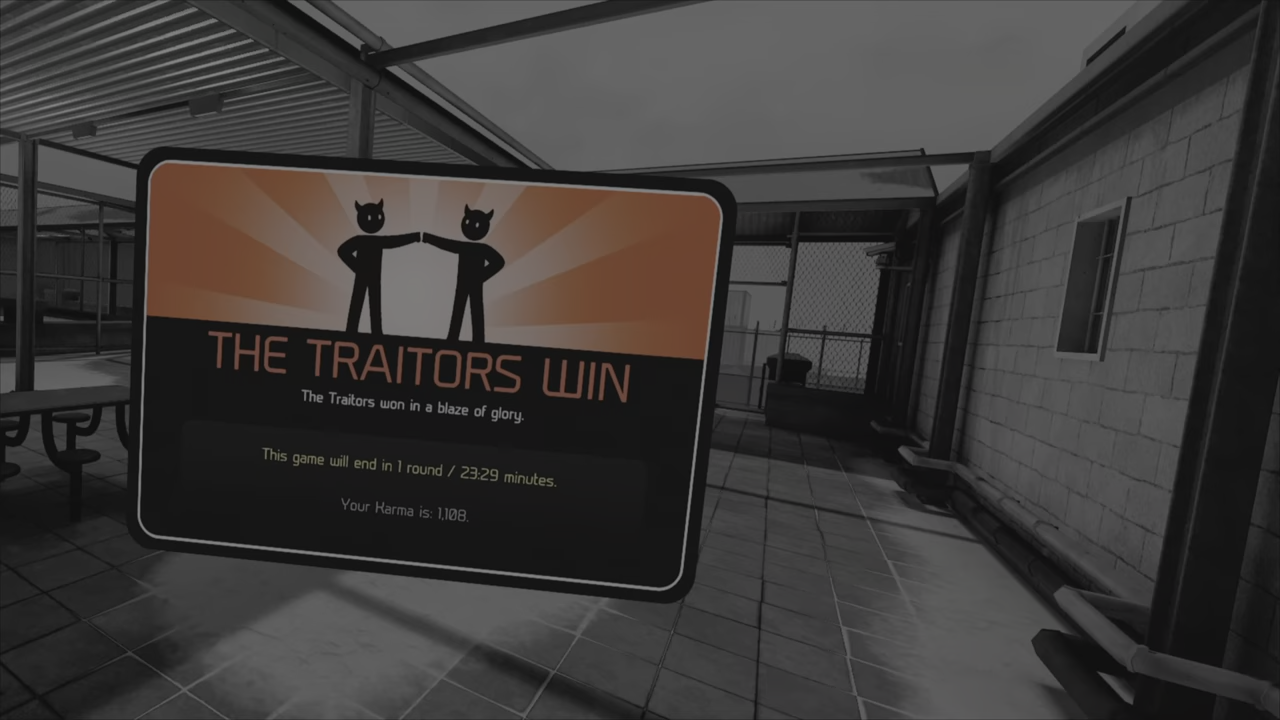 THE TRAITORS WIN
The Traitors won in a blaze of glory.
This game will end in 1 round / 23:29 minutes.
Your Karma is: 1,108.